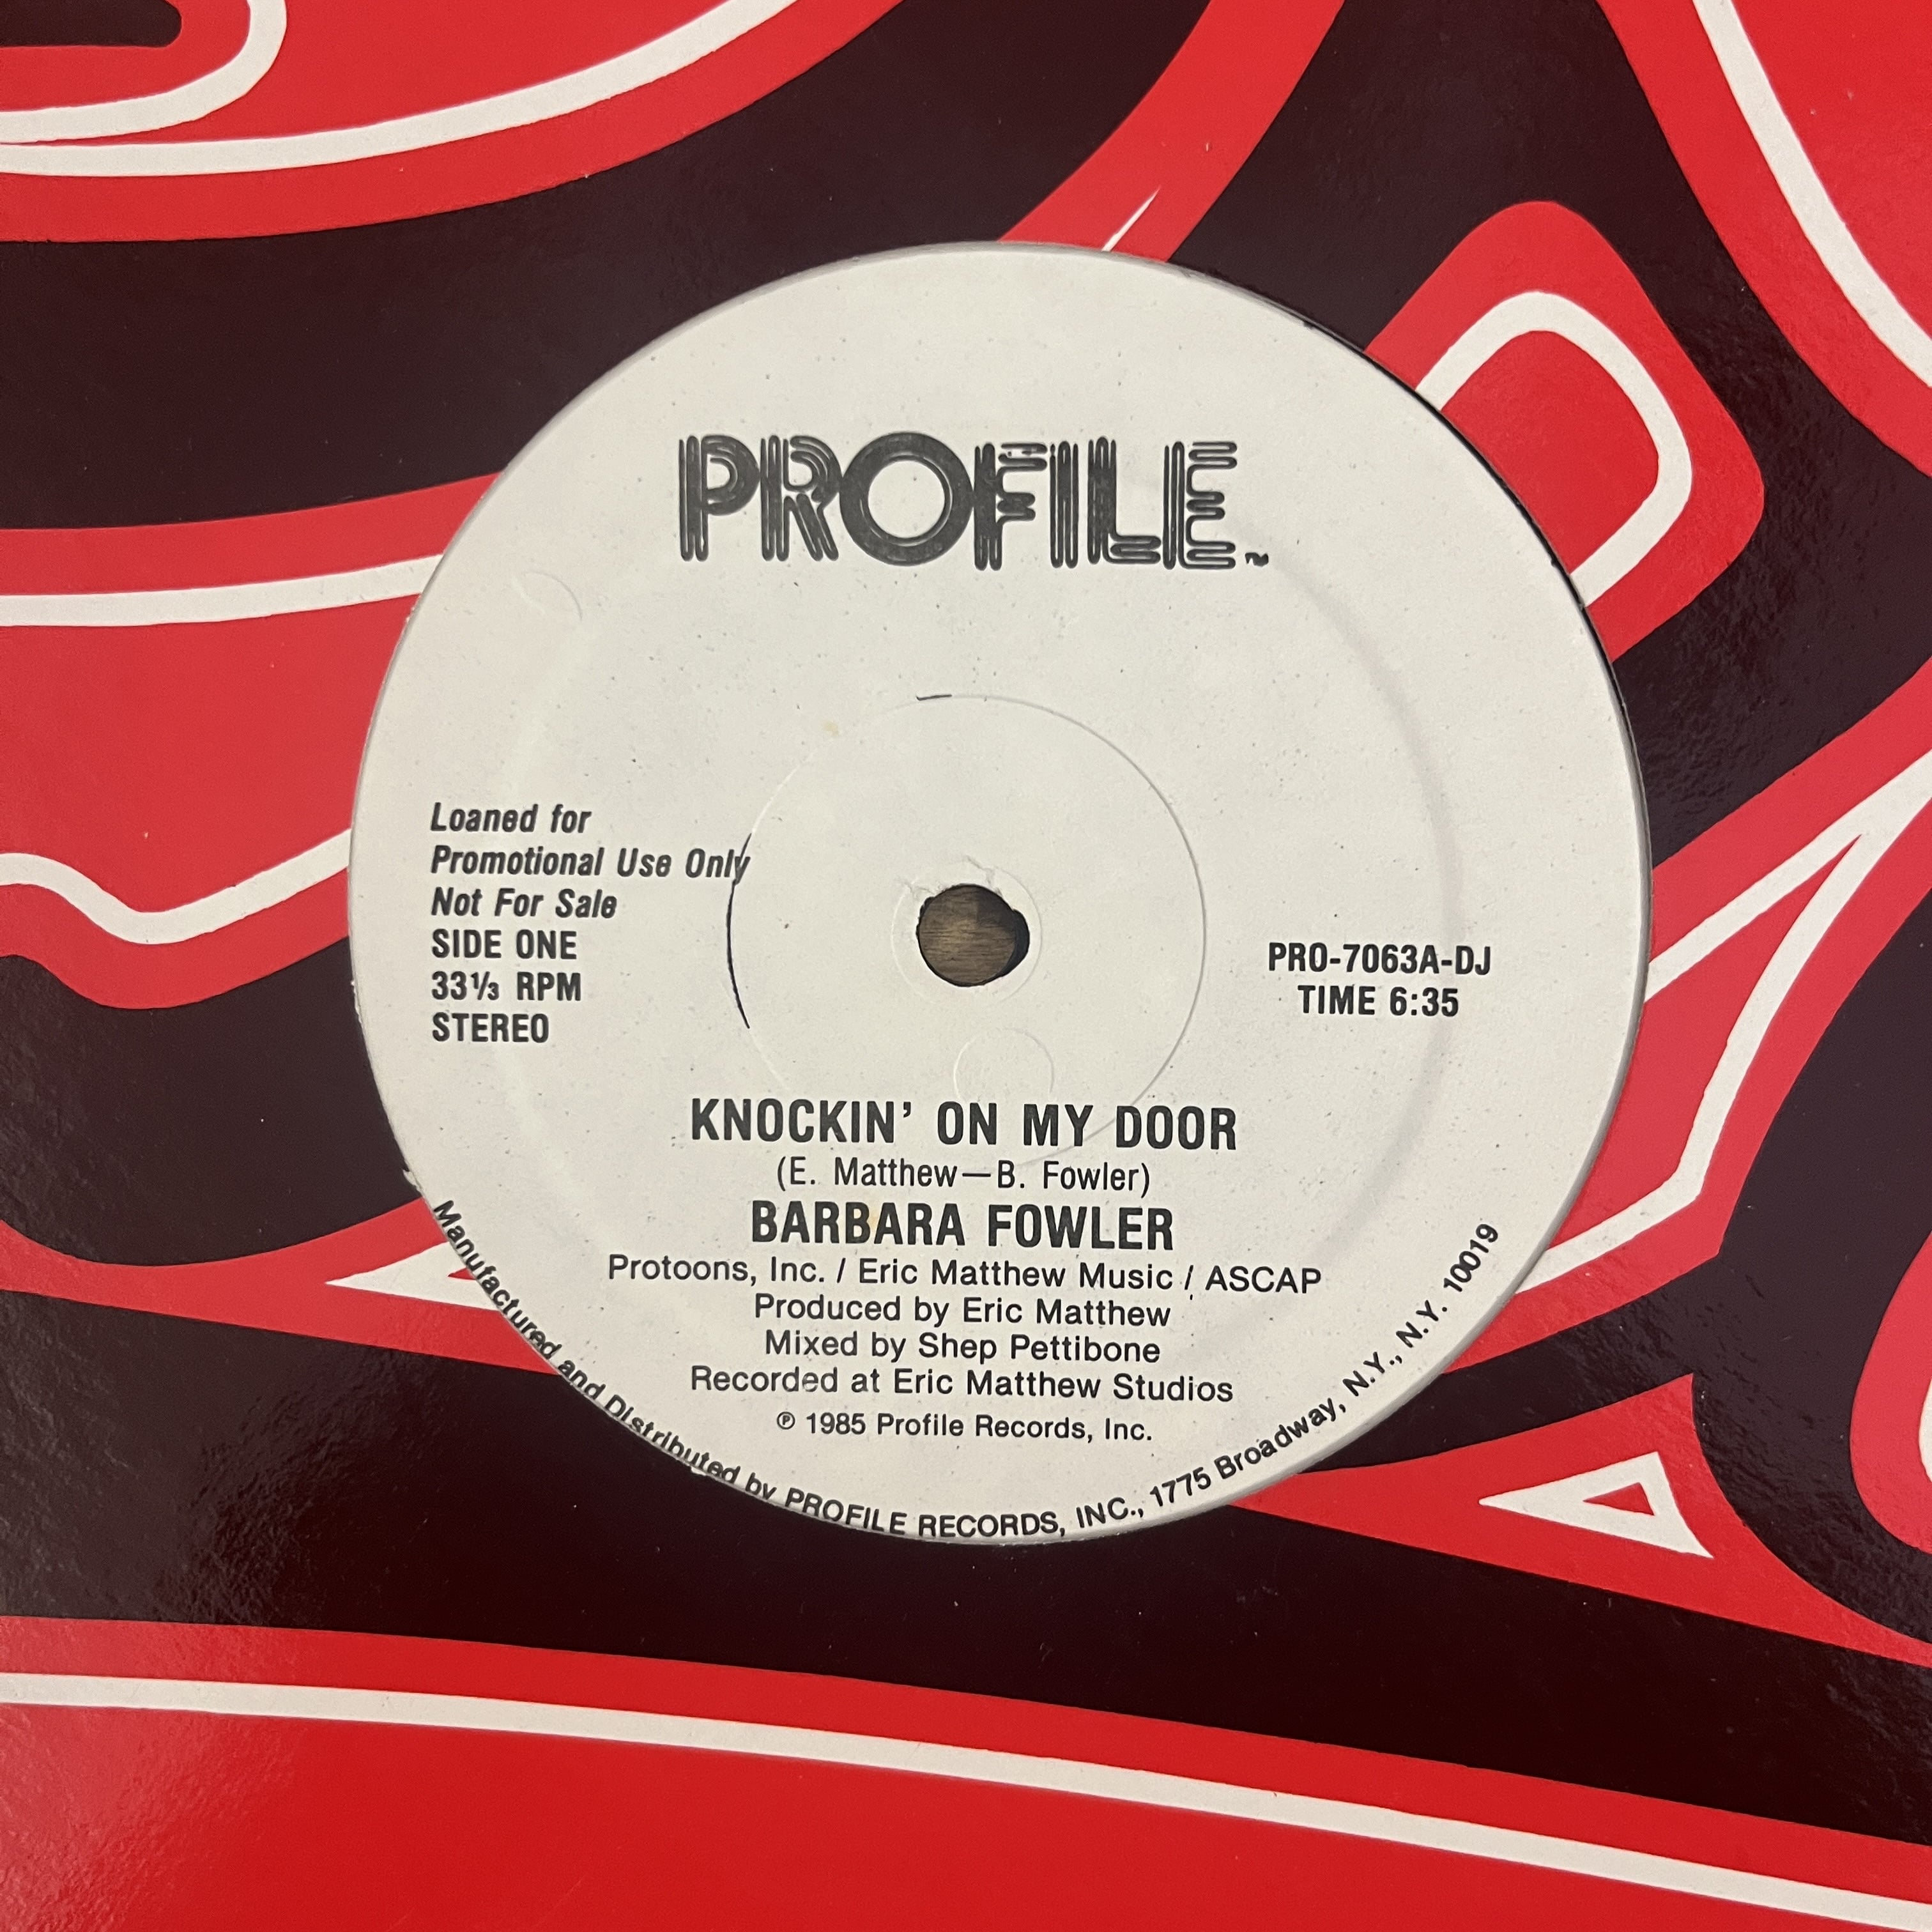 PROFILE™
Loaned for
Promotional Use Only
Not For Sale
SIDE ONE
33⅓ RPM
STEREO
PRO-7063A-DJ
TIME 6:35
KNOCKIN’ ON MY DOOR
(E. Matthew—B. Fowler)
BARBARA FOWLER
Protoons, Inc. / Eric Matthew Music / ASCAP
Produced by Eric Matthew
Mixed by Shep Pettibone
Recorded at Eric Matthew Studios
℗ 1985 Profile Records, Inc.
Manufactured and Distributed by PROFILE RECORDS, INC., 1775 Broadway, N.Y., N.Y. 10019